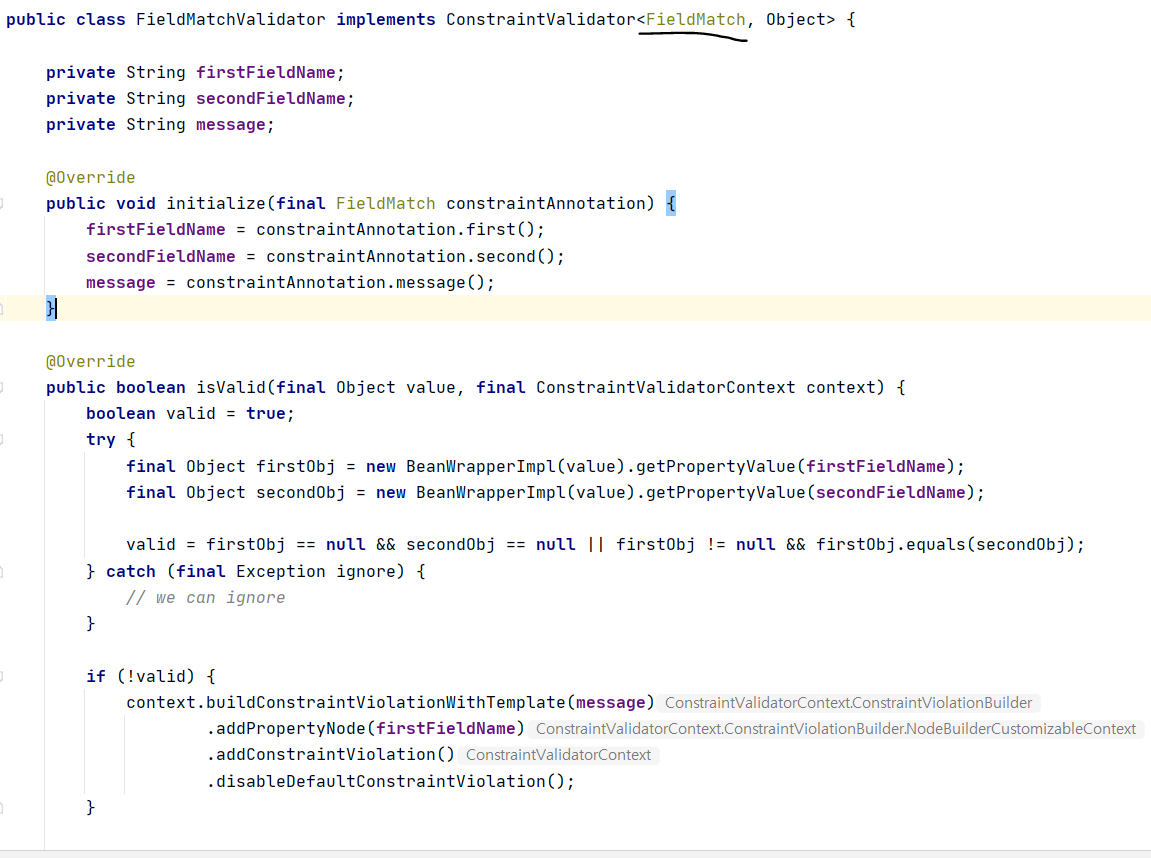 public class FieldMatchValidator implements ConstraintValidator<FieldMatch, Object> {
private String firstFieldName;
private String secondFieldName;
private String message;
@Override
public void initialize(final FieldMatch constraintAnnotation) {
firstFieldName = constraintAnnotation.first();
secondFieldName = constraintAnnotation.second();
message = constraintAnnotation.message();
}
@Override
public boolean isValid(final Object value, final ConstraintValidatorContext context) {
boolean valid = true;
try {
final Object firstObj = new BeanWrapperImpl(value).getPropertyValue(firstFieldName);
final Object secondObj = new BeanWrapperImpl(value).getPropertyValue(secondFieldName);
valid = firstObj == null && secondObj == null || firstObj != null && firstObj.equals(secondObj);
} catch (final Exception ignore) {
// we can ignore
}
if (!valid) {
context.buildConstraintViolationWithTemplate(message) ConstraintValidatorContext.ConstraintViolationBuilder
.addPropertyNode(firstFieldName) ConstraintValidatorContext.ConstraintViolationBuilder.NodeBuilderCustomizableContext
.addConstraintViolation() ConstraintValidatorContext
.disableDefaultConstraintViolation();
}